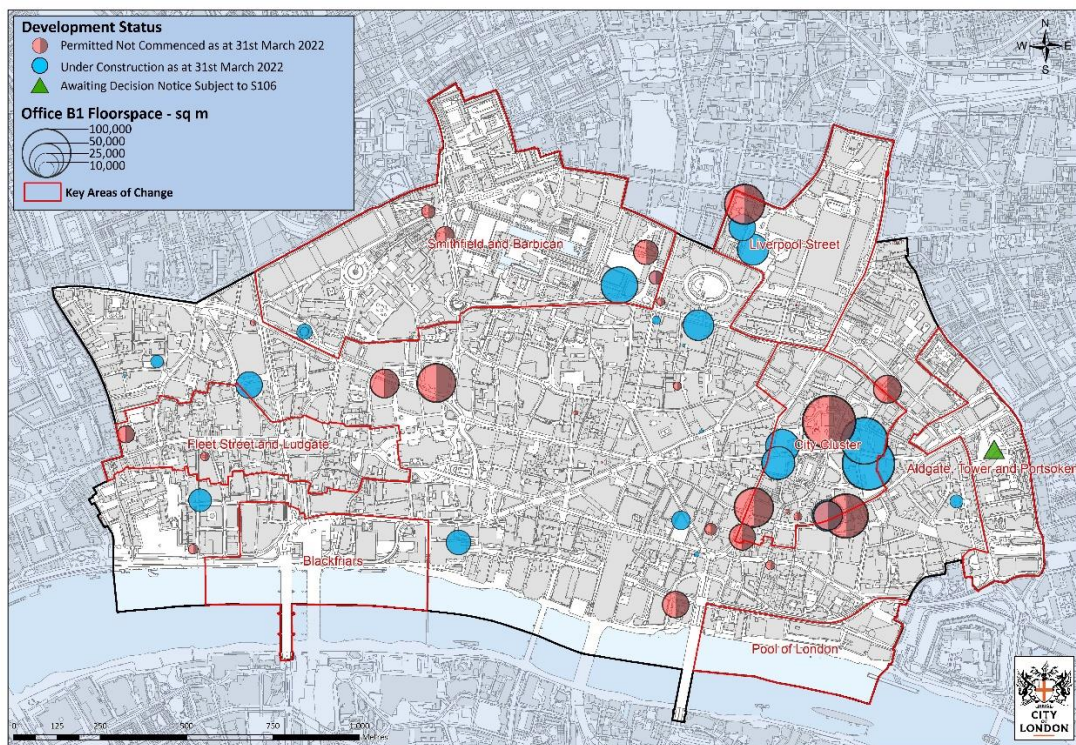 Development Status
Permitted Not Commenced as at 31st March 2022
Under Construction as at 31st March 2022
Awaiting Decision Notice Subject to S106
Office B1 Floorspace - sq m
100,000
50,000
25,000
10,000
Key Areas of Change
N
W E
S
Smithfield and Barbican
Liverpool Street
Fleet Street and Ludgate
City Cluster
Aldgate, Tower and Portsoken
Blackfriars
Pool of London
0 125 250 500 750 1,000
Metres
CITY
OF
LONDON